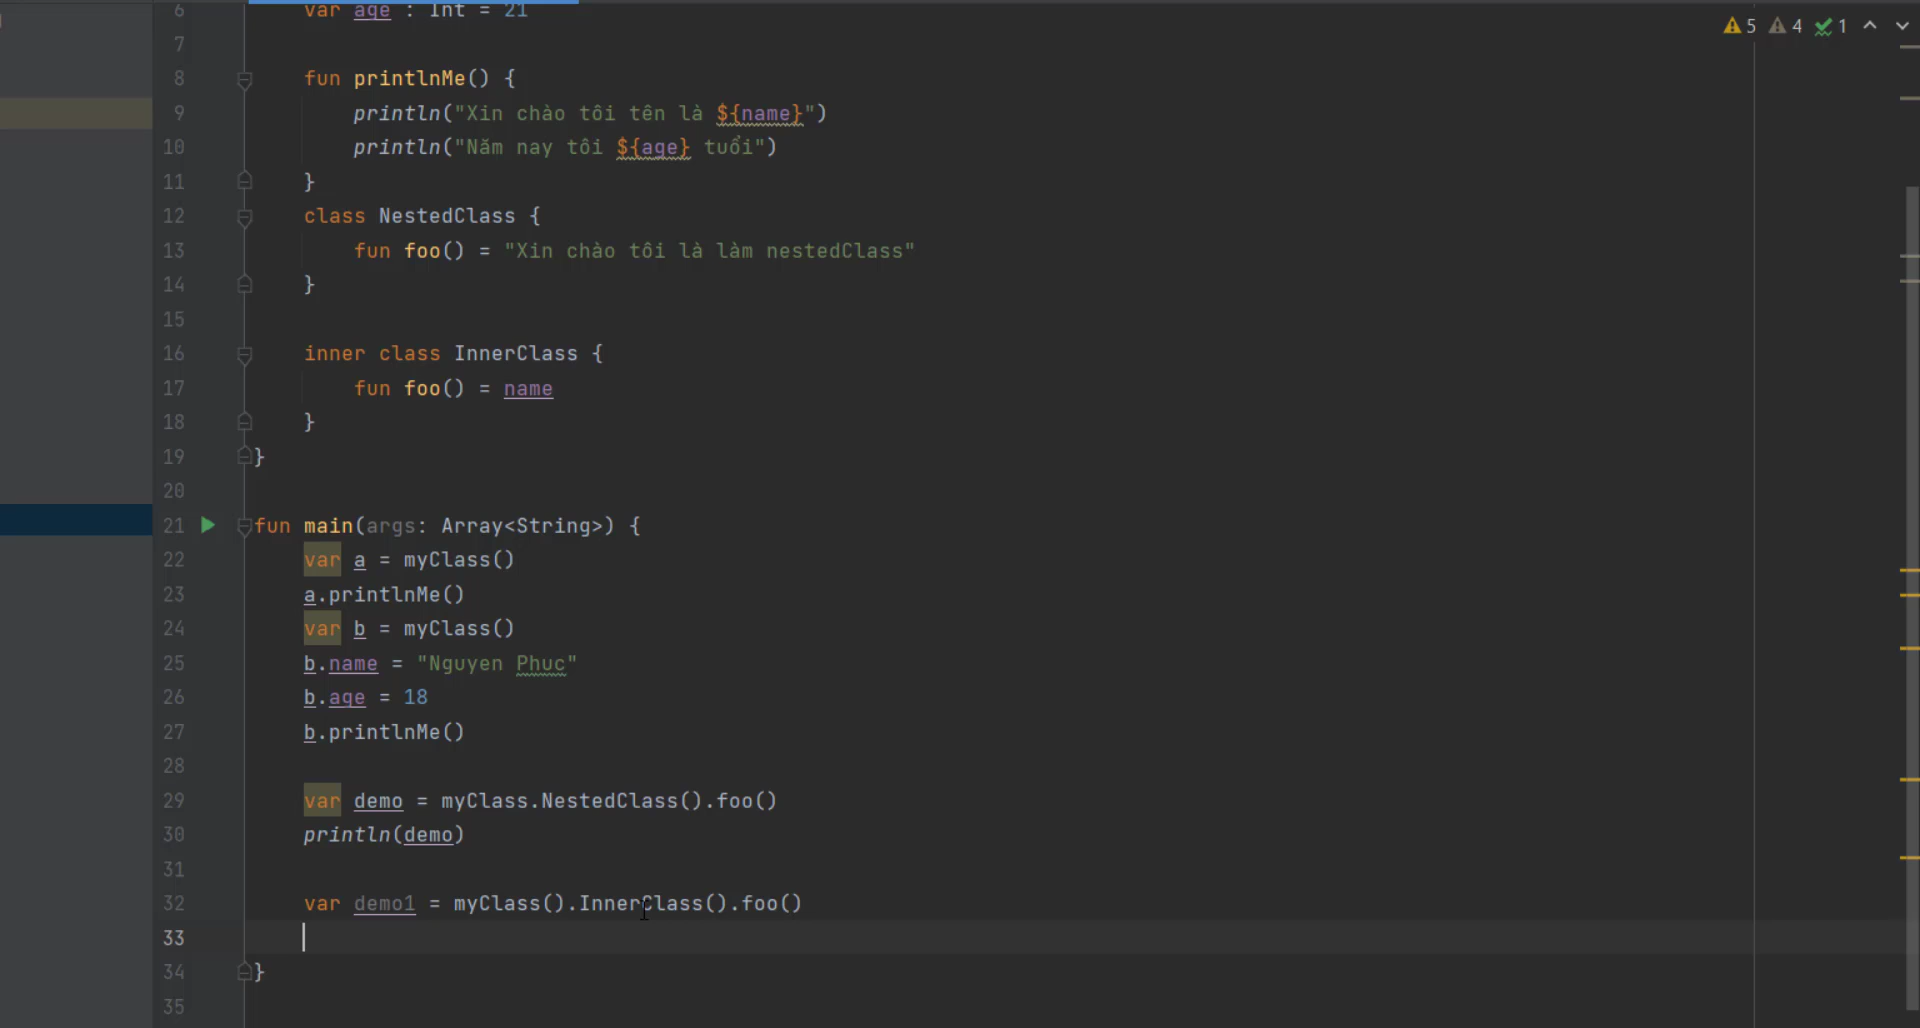 6 var age : Int = 21
5 4 1
7
8 fun printlnMe() {
9 println("Xin chào tôi tên là ${name}")
10 println("Năm nay tôi ${age} tuổi")
11 }
12 class NestedClass {
13 fun foo() = "Xin chào tôi là làm nestedClass"
14 }
15
16 inner class InnerClass {
17 fun foo() = name
18 }
19 }
20
21 fun main(args: Array<String>) {
22 var a = myClass()
23 a.printlnMe()
24 var b = myClass()
25 b.name = "Nguyen Phuc"
26 b.age = 18
27 b.printlnMe()
28
29 var demo = myClass.NestedClass().foo()
30 println(demo)
31
32 var demo1 = myClass().InnerClass().foo()
33
34 }
35